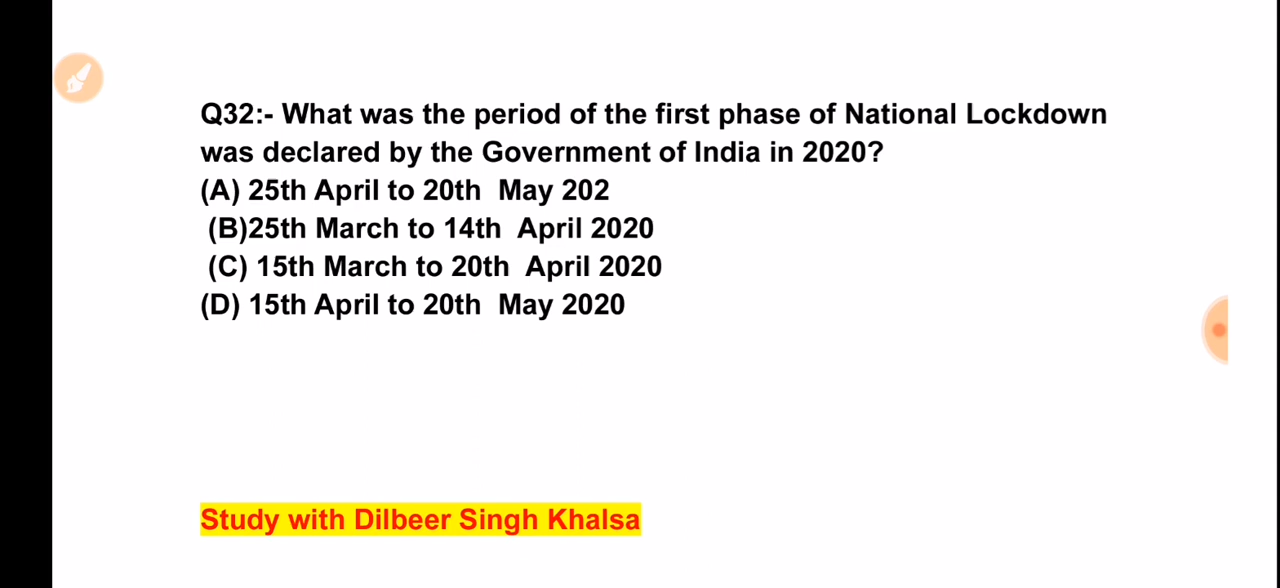 Q32:- What was the period of the first phase of National Lockdown
was declared by the Government of India in 2020?
(A) 25th April to 20th May 202
(B)25th March to 14th April 2020
(C) 15th March to 20th April 2020
(D) 15th April to 20th May 2020
Study with Dilbeer Singh Khalsa